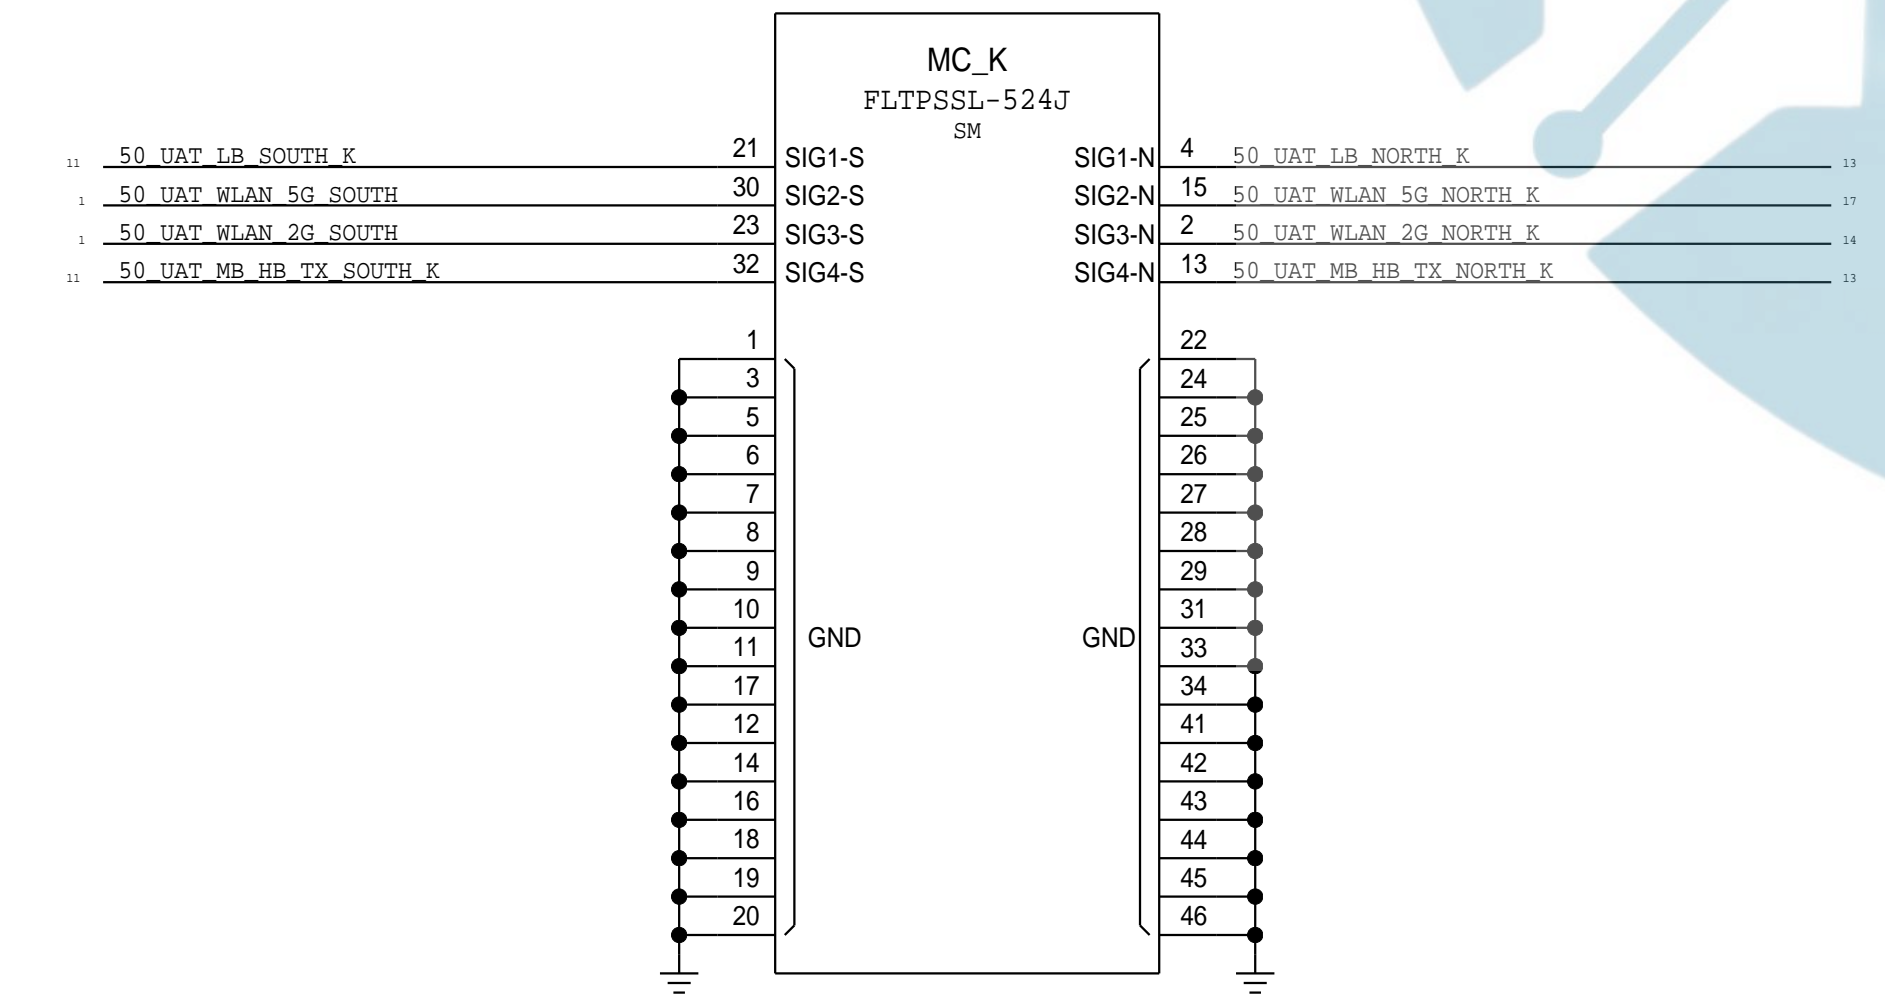 MC_K
FLTPSSL-524J
SM
11 50_UAT_LB_SOUTH_K 21 SIG1-S SIG1-N 4 50_UAT_LB_NORTH_K 13
1 50_UAT_WLAN_5G_SOUTH 30 SIG2-S SIG2-N 15 50_UAT_WLAN_5G_NORTH_K 17
1 50_UAT_WLAN_2G_SOUTH 23 SIG3-S SIG3-N 2 50_UAT_WLAN_2G_NORTH_K 14
11 50_UAT_MB_HB_TX_SOUTH_K 32 SIG4-S SIG4-N 13 50_UAT_MB_HB_TX_NORTH_K 13
1 22
3 24
5 25
6 26
7 27
8 28
9 29
10 31
GND GND
11 33
17 34
12 41
14 42
16 43
18 44
19 45
20 46